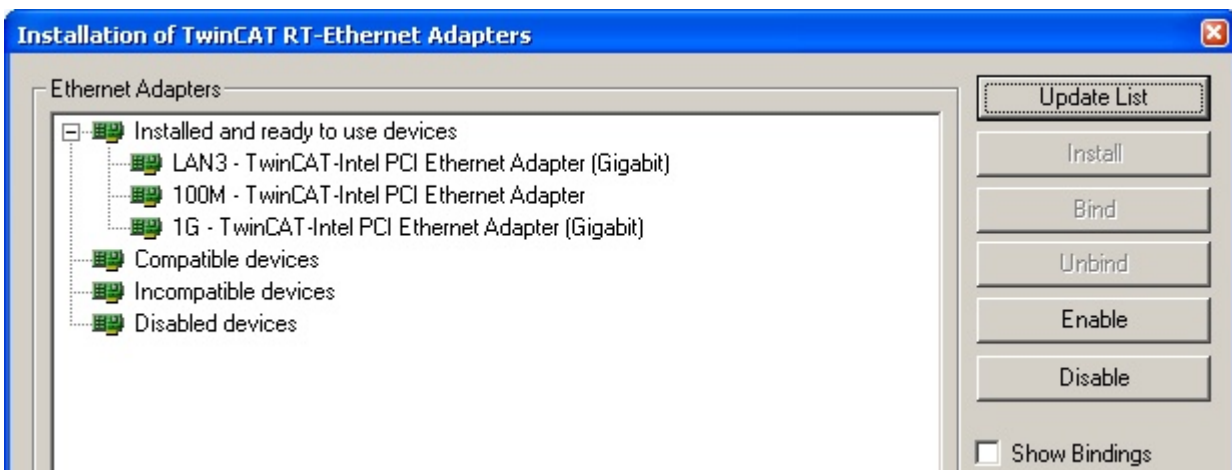 Installation of TwinCAT RT-Ethernet Adapters
Ethernet Adapters
Installed and ready to use devices
LAN3 - TwinCAT-Intel PCI Ethernet Adapter (Gigabit)
100M - TwinCAT-Intel PCI Ethernet Adapter
1G - TwinCAT-Intel PCI Ethernet Adapter (Gigabit)
Compatible devices
Incompatible devices
Disabled devices
Update List
Install
Bind
Unbind
Enable
Disable
Show Bindings